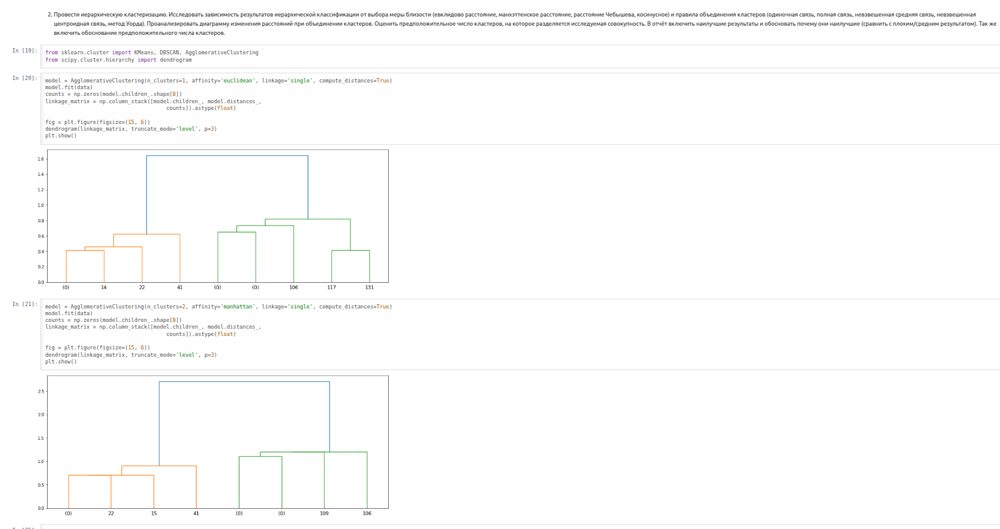 2. Провести иерархическую кластеризацию. Исследовать зависимость результатов иерархической классификации от выбора меры близости (евклидово расстояние, манхэттенское расстояние, расстояние Чебышева, косинусное) и правила объединения кластеров (одиночная связь, полная связь, невзвешенная средняя связь, невзвешенная
центроидная связь, метод Уорда). Проанализировать диаграмму изменения расстояний при объединении кластеров. Оценить предположительное число кластеров, на которое разделяется исследуемая совокупность. В отчёт включить наилучшие результаты и обосновать почему они наилучшие (сравнить с плохим/средним результатом). Так же
включить обоснование предположительного числа кластеров.
In [19]:
from sklearn.cluster import KMeans, DBSCAN, AgglomerativeClustering
from scipy.cluster.hierarchy import dendrogram
In [29]:
model = AgglomerativeClustering(n_clusters=1, affinity='euclidean', linkage='single', compute_distances=True)
model.fit(data)
counts = np.zeros(model.children_.shape[0])
linkage_matrix = np.column_stack([model.children_, model.distances_,
counts]).astype(float)
fig = plt.figure(figsize=(15, 6))
dendrogram(linkage_matrix, truncate_mode='level', p=3)
plt.show()
1.6
1.4
1.2
1.0
0.8
0.6
0.4
0.2
0.0
(0) 14 22 41 (0) (0) 106 117 131
In [21]:
model = AgglomerativeClustering(n_clusters=2, affinity='manhattan', linkage='single', compute_distances=True)
model.fit(data)
counts = np.zeros(model.children_.shape[0])
linkage_matrix = np.column_stack([model.children_, model.distances_,
counts]).astype(float)
fig = plt.figure(figsize=(15, 6))
dendrogram(linkage_matrix, truncate_mode='level', p=3)
plt.show()
2.5
2.0
1.5
1.0
0.5
0.0
(0) 22 15 41 (0) (0) 109 106